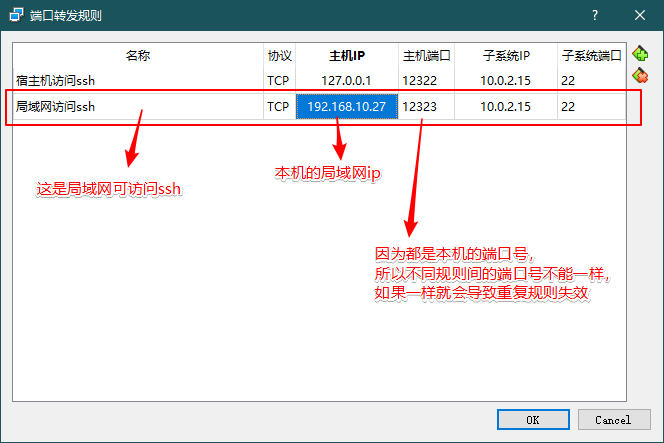 端口转发规则
名称 协议 主机IP 主机端口 子系统IP 子系统端口
宿主机访问ssh TCP 127.0.0.1 12322 10.0.2.15 22
局域网访问ssh TCP 192.168.10.27 12323 10.0.2.15 22
这是局域网可访问ssh
本机的局域网ip
因为都是本机的端口号，
所以不同规则间的端口号不能一样，
如果一样就会导致重复规则失效
OK Cancel